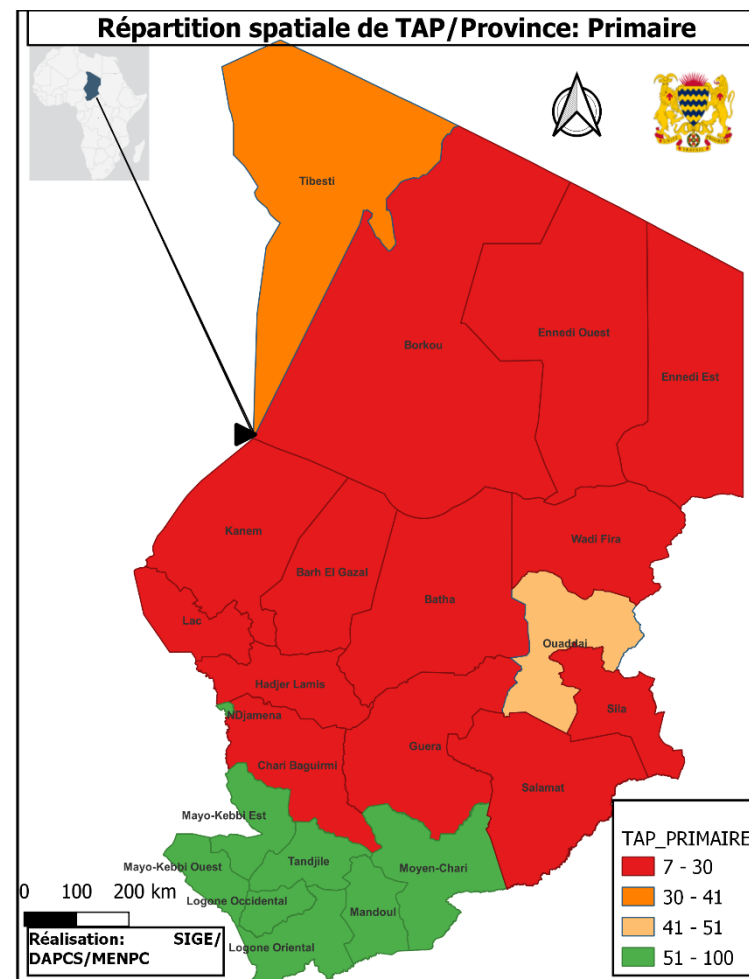 Répartition spatiale de TAP/Province: Primaire
Tibesti
Borkou
Ennedi Ouest
Ennedi Est
Kanem
Wadi Fira
Barh El Gazal
Batha
Lac
Ouaddai
Hadjer Lamis
NDjamena
Sila
Guera
Chari Baguirmi
Salamat
Mayo-Kebbi Est
Tandjile
Mayo-Kebbi Ouest
Moyen-Chari
Logone Occidental
Mandoul
Logone Oriental
TAP_PRIMAIRE
7 - 30
30 - 41
41 - 51
51 - 100
0 100 200 km
Réalisation: SIGE/
DAPCS/MENPC